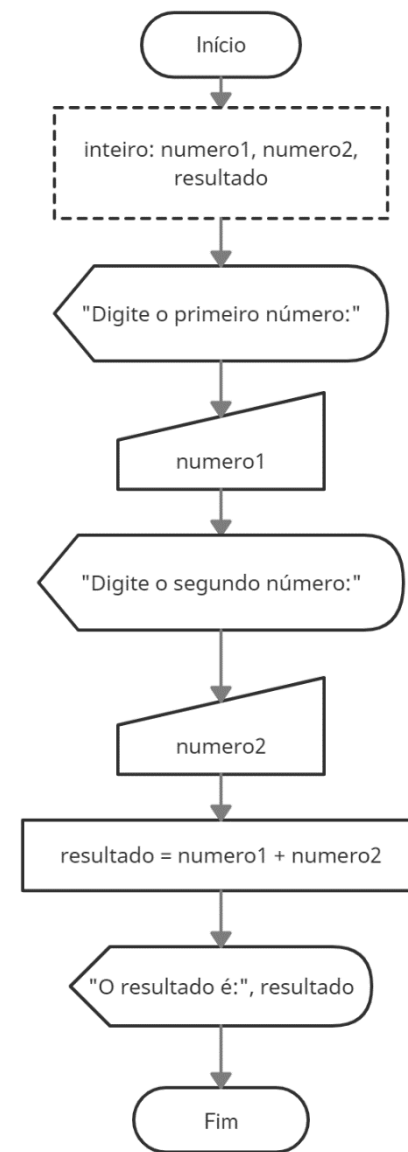 Início
inteiro: numero1, numero2,
resultado
"Digite o primeiro número:"
numero1
"Digite o segundo número:"
numero2
resultado = numero1 + numero2
"O resultado é:", resultado
Fim